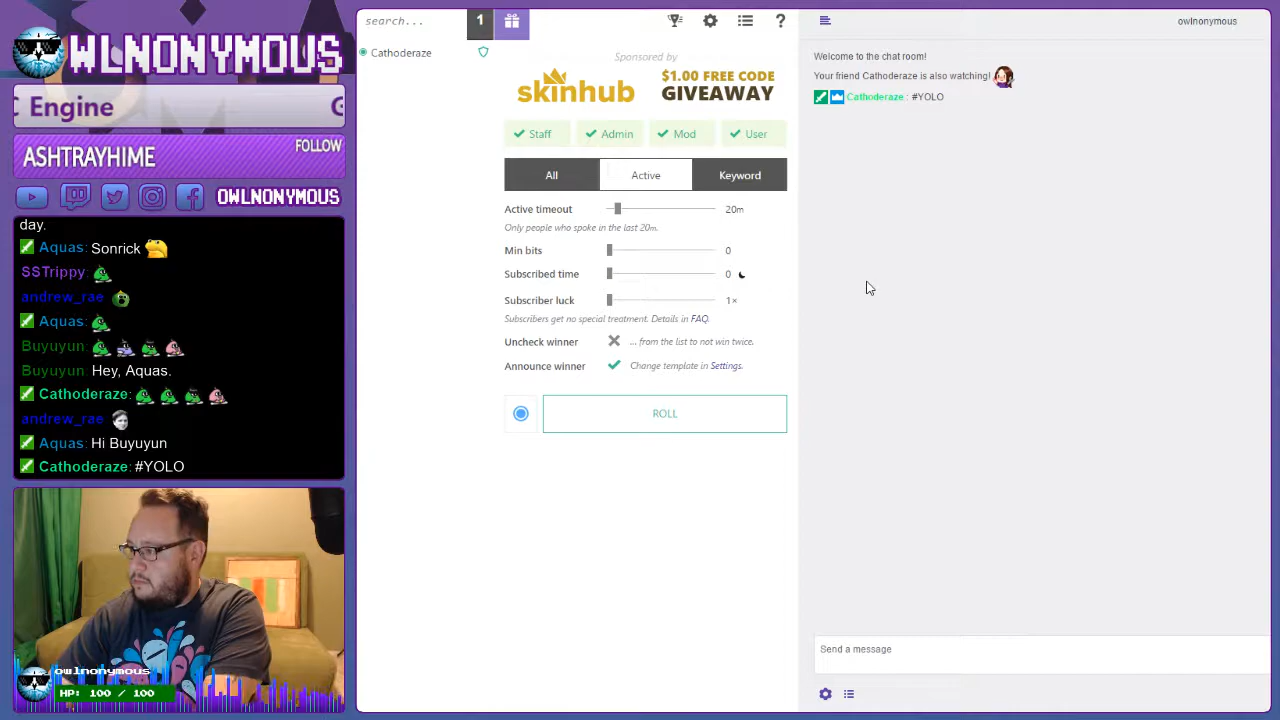 OWLNONYMOUS
Engine
ASHTRAYHIME
FOLLOW
OWLNONYMOUS
day.
Aquas: Sonrick
SSTrippy:
andrew_rae
Aquas:
Buyuyun:
Buyuyun: Hey, Aquas.
Cathoderaze:
andrew_rae
Aquas: Hi Buyuyun
Cathoderaze: #YOLO
owlnonymous
HP: 100 / 100
search...
1
Cathoderaze
Sponsored by
skinhub
$1.00 FREE CODE
GIVEAWAY
Staff
Admin
Mod
User
All
Active
Keyword
Active timeout
20m
Only people who spoke in the last 20m.
Min bits
0
Subscribed time
0
Subscriber luck
1×
Subscribers get no special treatment. Details in FAQ.
Uncheck winner
... from the list to not win twice.
Announce winner
Change template in Settings.
ROLL
owlnonymous
Welcome to the chat room!
Your friend Cathoderaze is also watching!
Cathoderaze : #YOLO
Send a message